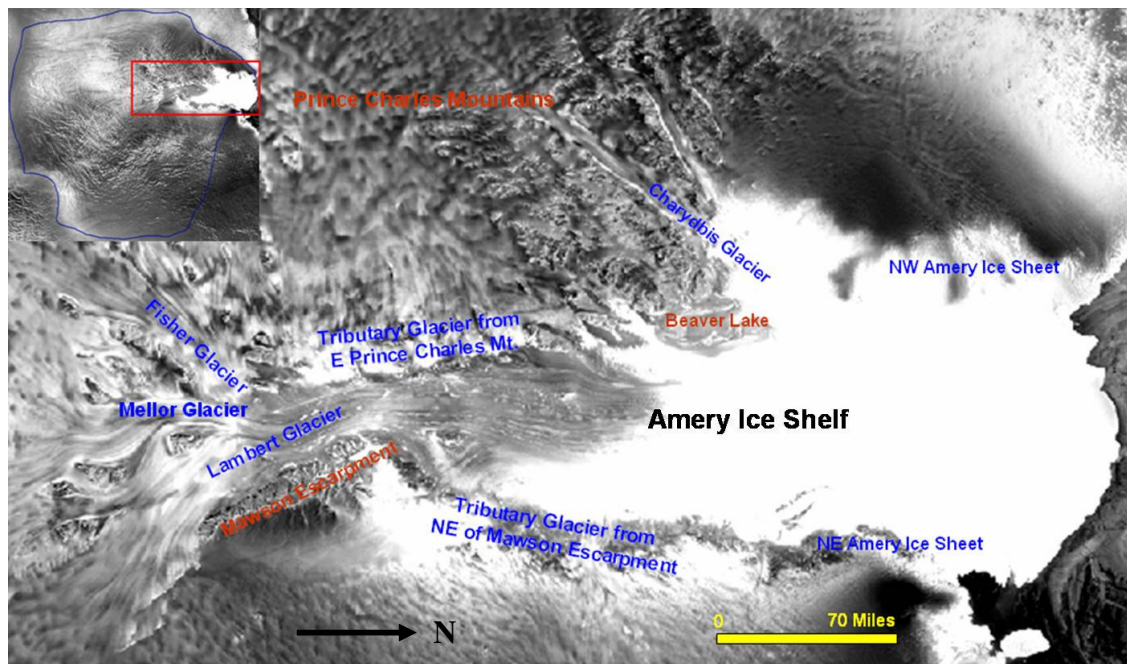 Prince Charles Mountains
Charydbis Glacier
NW Amery Ice Sheet
Fisher Glacier
Tributary Glacier from
E Prince Charles Mt.
Beaver Lake
Mellor Glacier
Lambert Glacier
Amery Ice Shelf
Mawson Escarpment
Tributary Glacier from
NE of Mawson Escarpment
NE Amery Ice Sheet
N
0 70 Miles